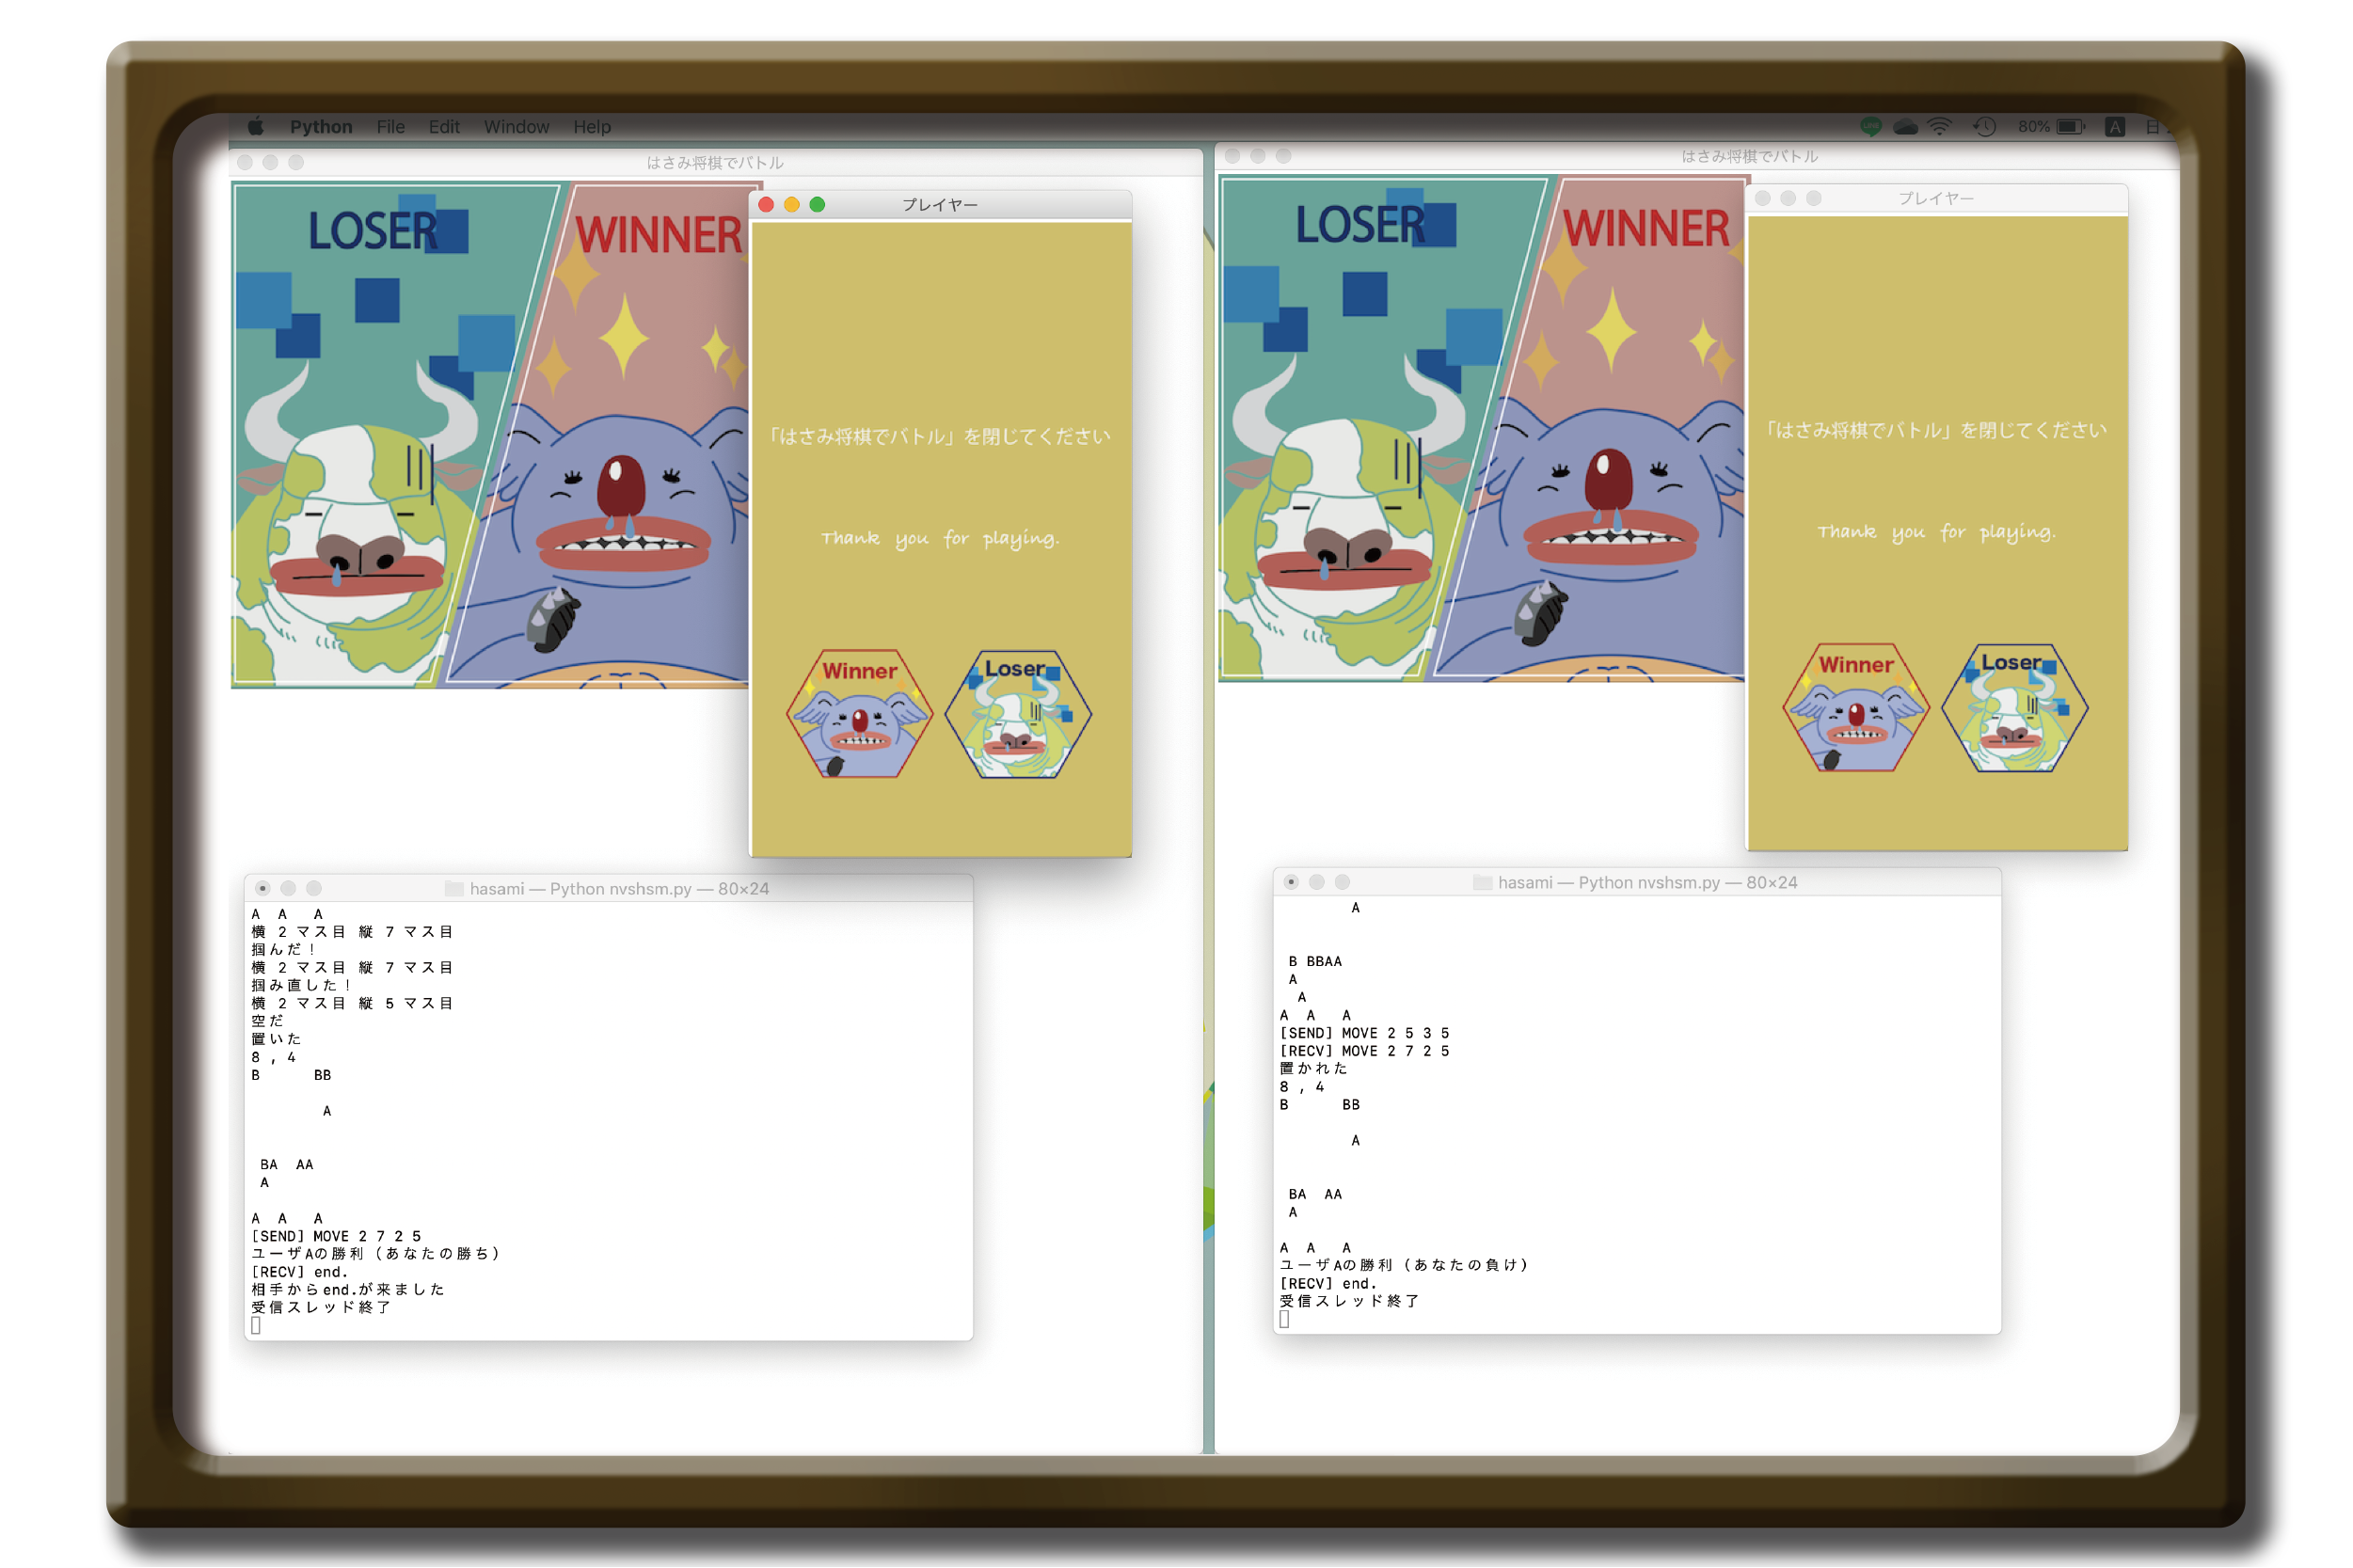 Python File Edit Window Help
80% A 日
はさみ将棋でバトル
LOSER
WINNER
プレイヤー
「はさみ将棋でバトル」を閉じてください
Thank you for playing.
Winner
Loser
hasami — Python nvshsm.py — 80×24
A  A   A
横 2 マス目 縦 7 マス目
掴んだ！
横 2 マス目 縦 7 マス目
掴み直した！
横 2 マス目 縦 5 マス目
空だ
置いた
8 , 4
B      BB
        A
 BA  AA
 A
A  A   A
[SEND] MOVE 2 7 2 5
ユーザAの勝利（あなたの勝ち）
[RECV] end.
相手からend.が来ました
受信スレッド終了
はさみ将棋でバトル
LOSER
WINNER
プレイヤー
「はさみ将棋でバトル」を閉じてください
Thank you for playing.
Winner
Loser
hasami — Python nvshsm.py — 80×24
        A
 B BBAA
 A
  A
A  A   A
[SEND] MOVE 2 5 3 5
[RECV] MOVE 2 7 2 5
置かれた
8 , 4
B      BB
        A
 BA  AA
 A
A  A   A
ユーザAの勝利（あなたの負け）
[RECV] end.
受信スレッド終了